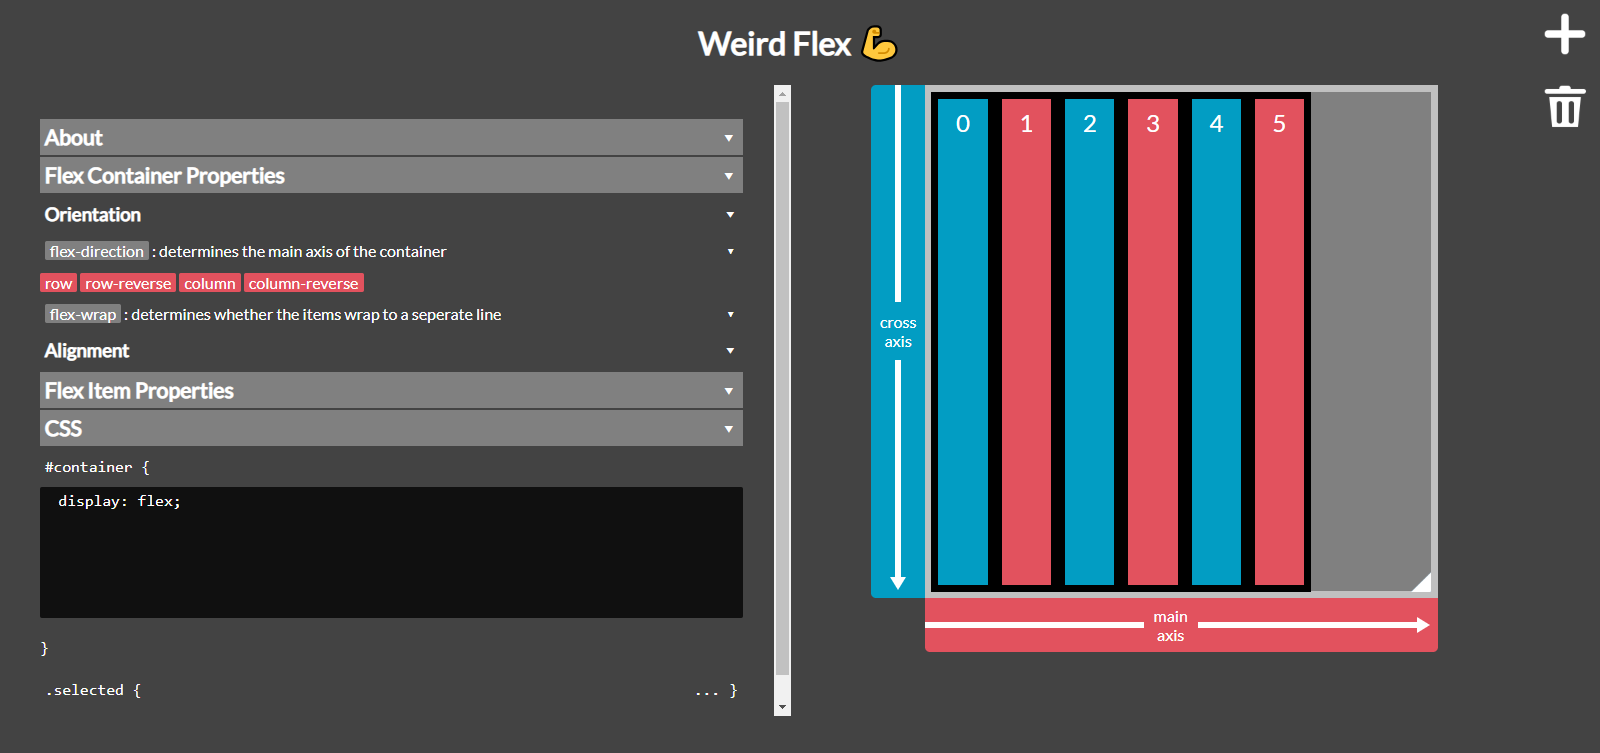 Weird Flex 💪
About
Flex Container Properties
Orientation
flex-direction : determines the main axis of the container
row row-reverse column column-reverse
flex-wrap : determines whether the items wrap to a seperate line
Alignment
Flex Item Properties
CSS
#container {
display: flex;
}
.selected { ... }
0 1 2 3 4 5
cross
axis
main
axis